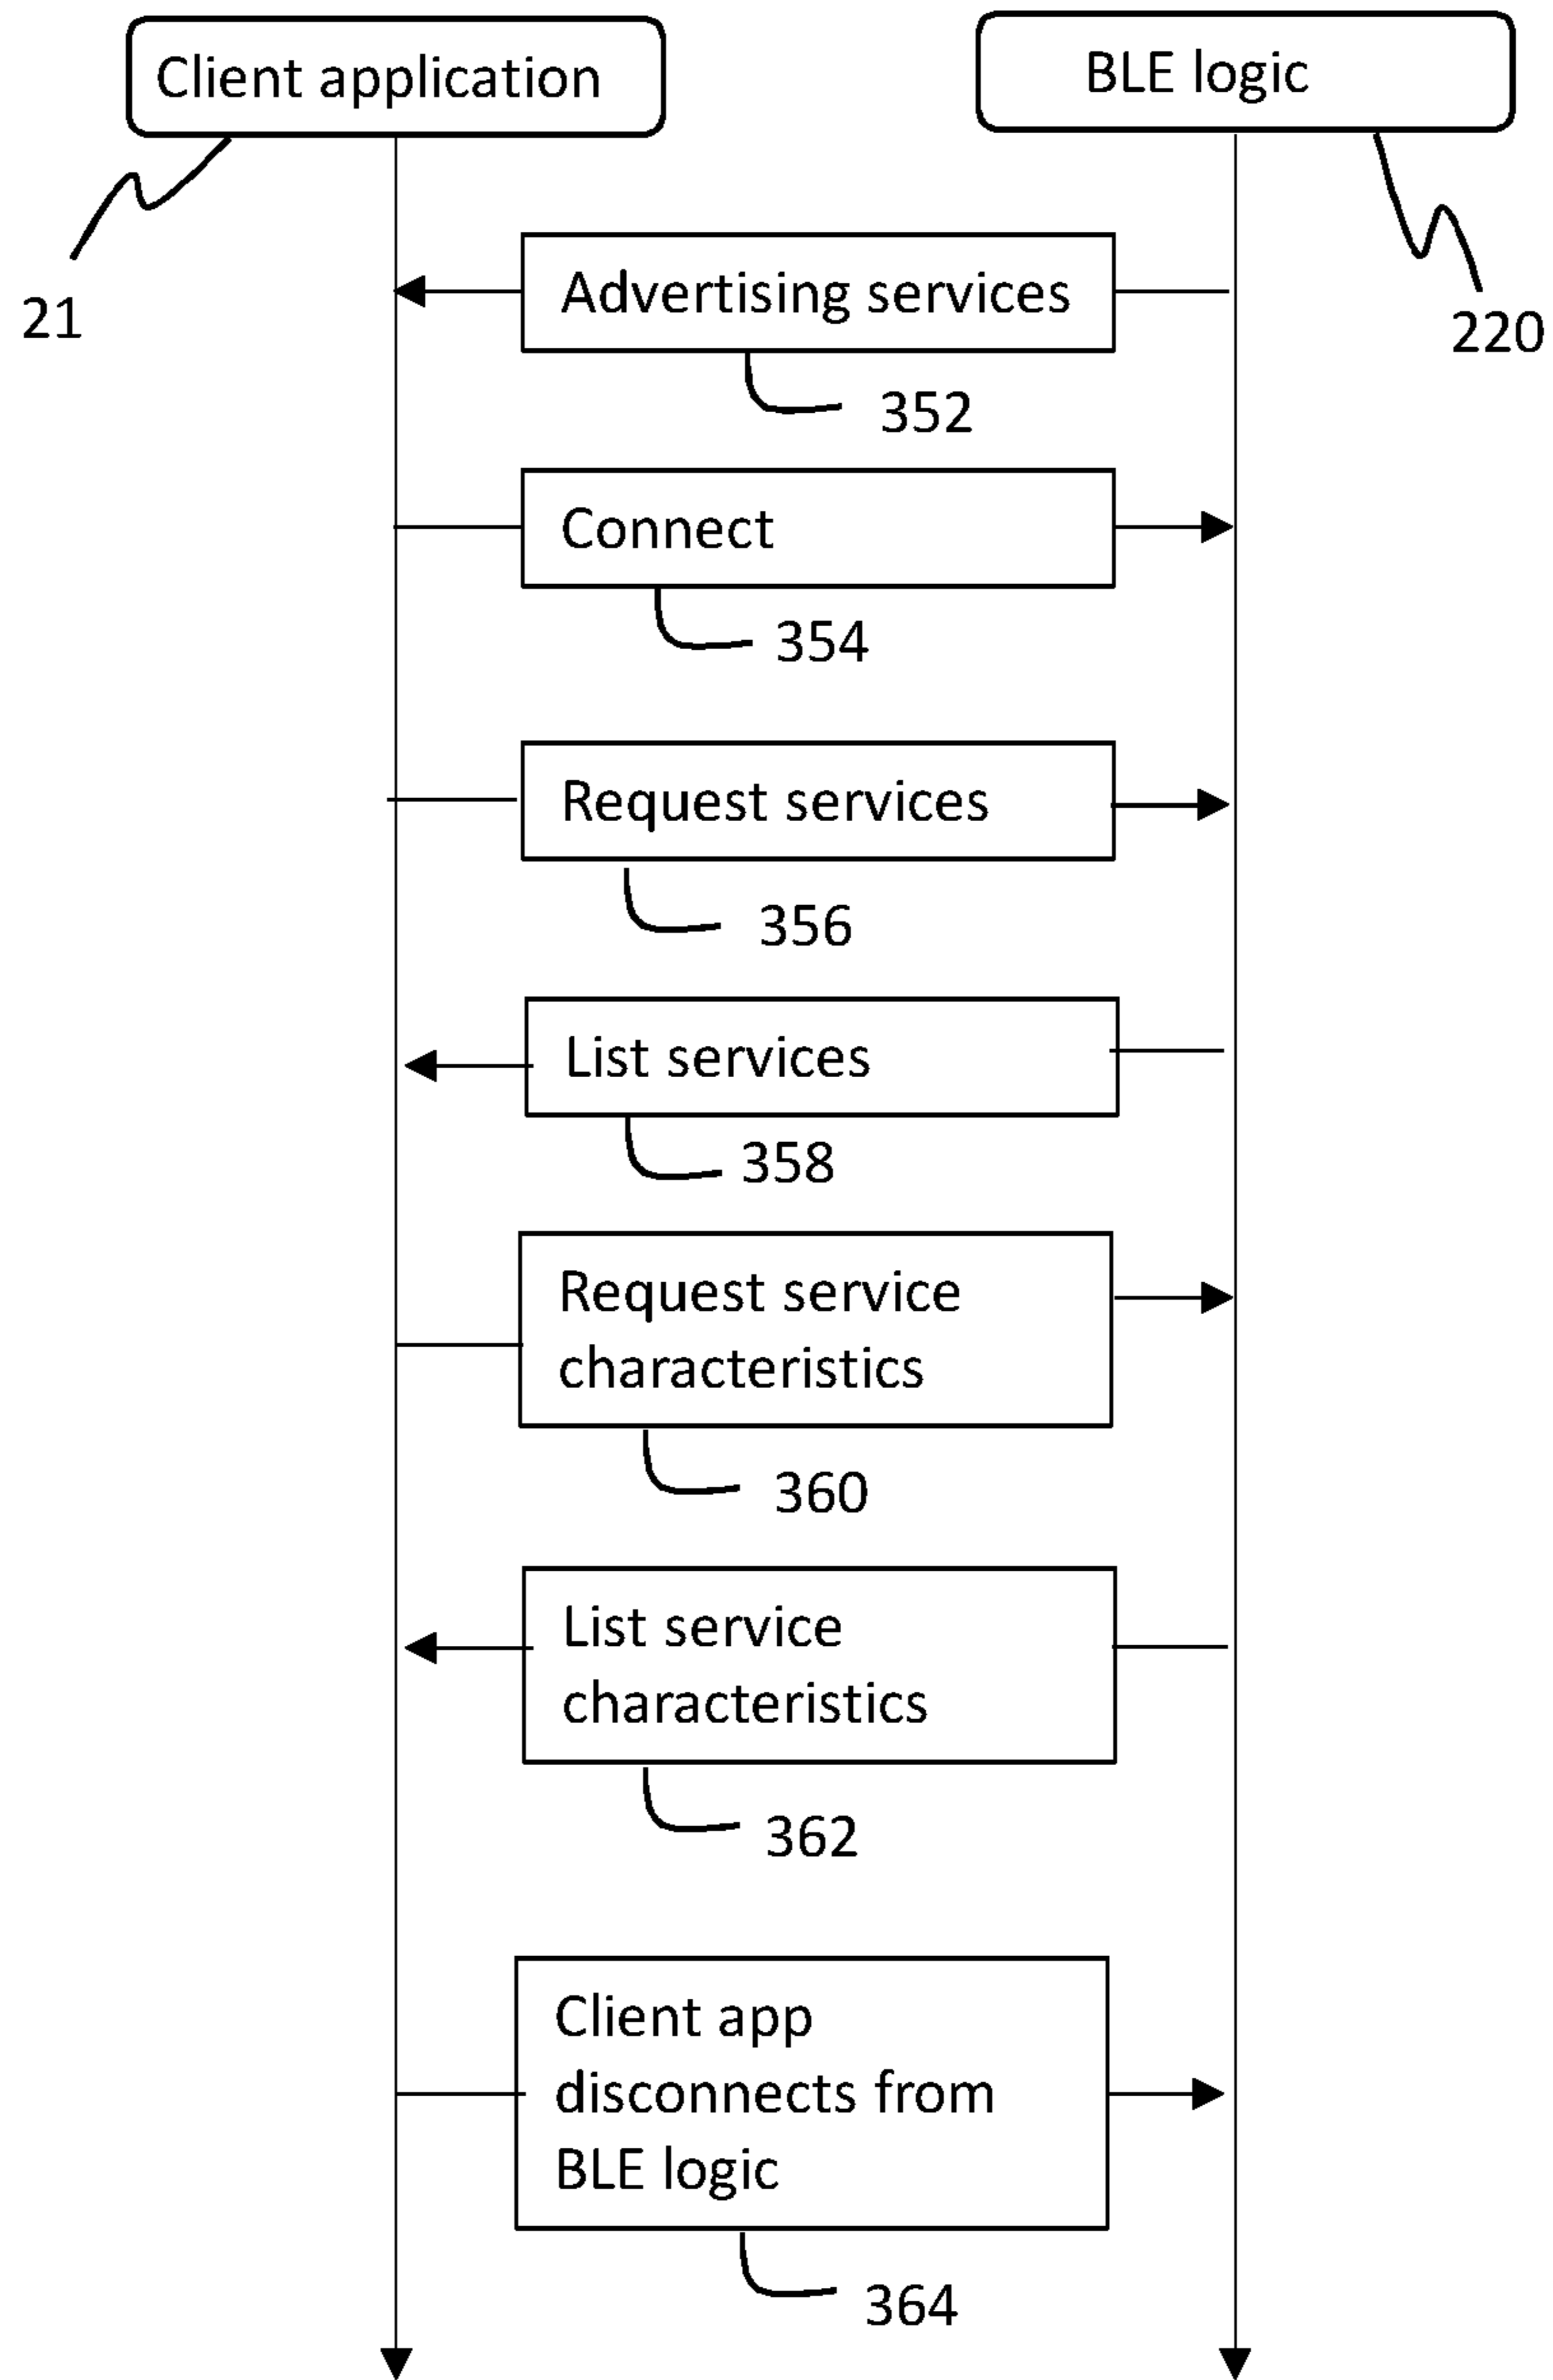 Client application
BLE logic
21
220
Advertising services
352
Connect
354
Request services
356
List services
358
Request service
characteristics
360
List service
characteristics
362
Client app
disconnects from
BLE logic
364